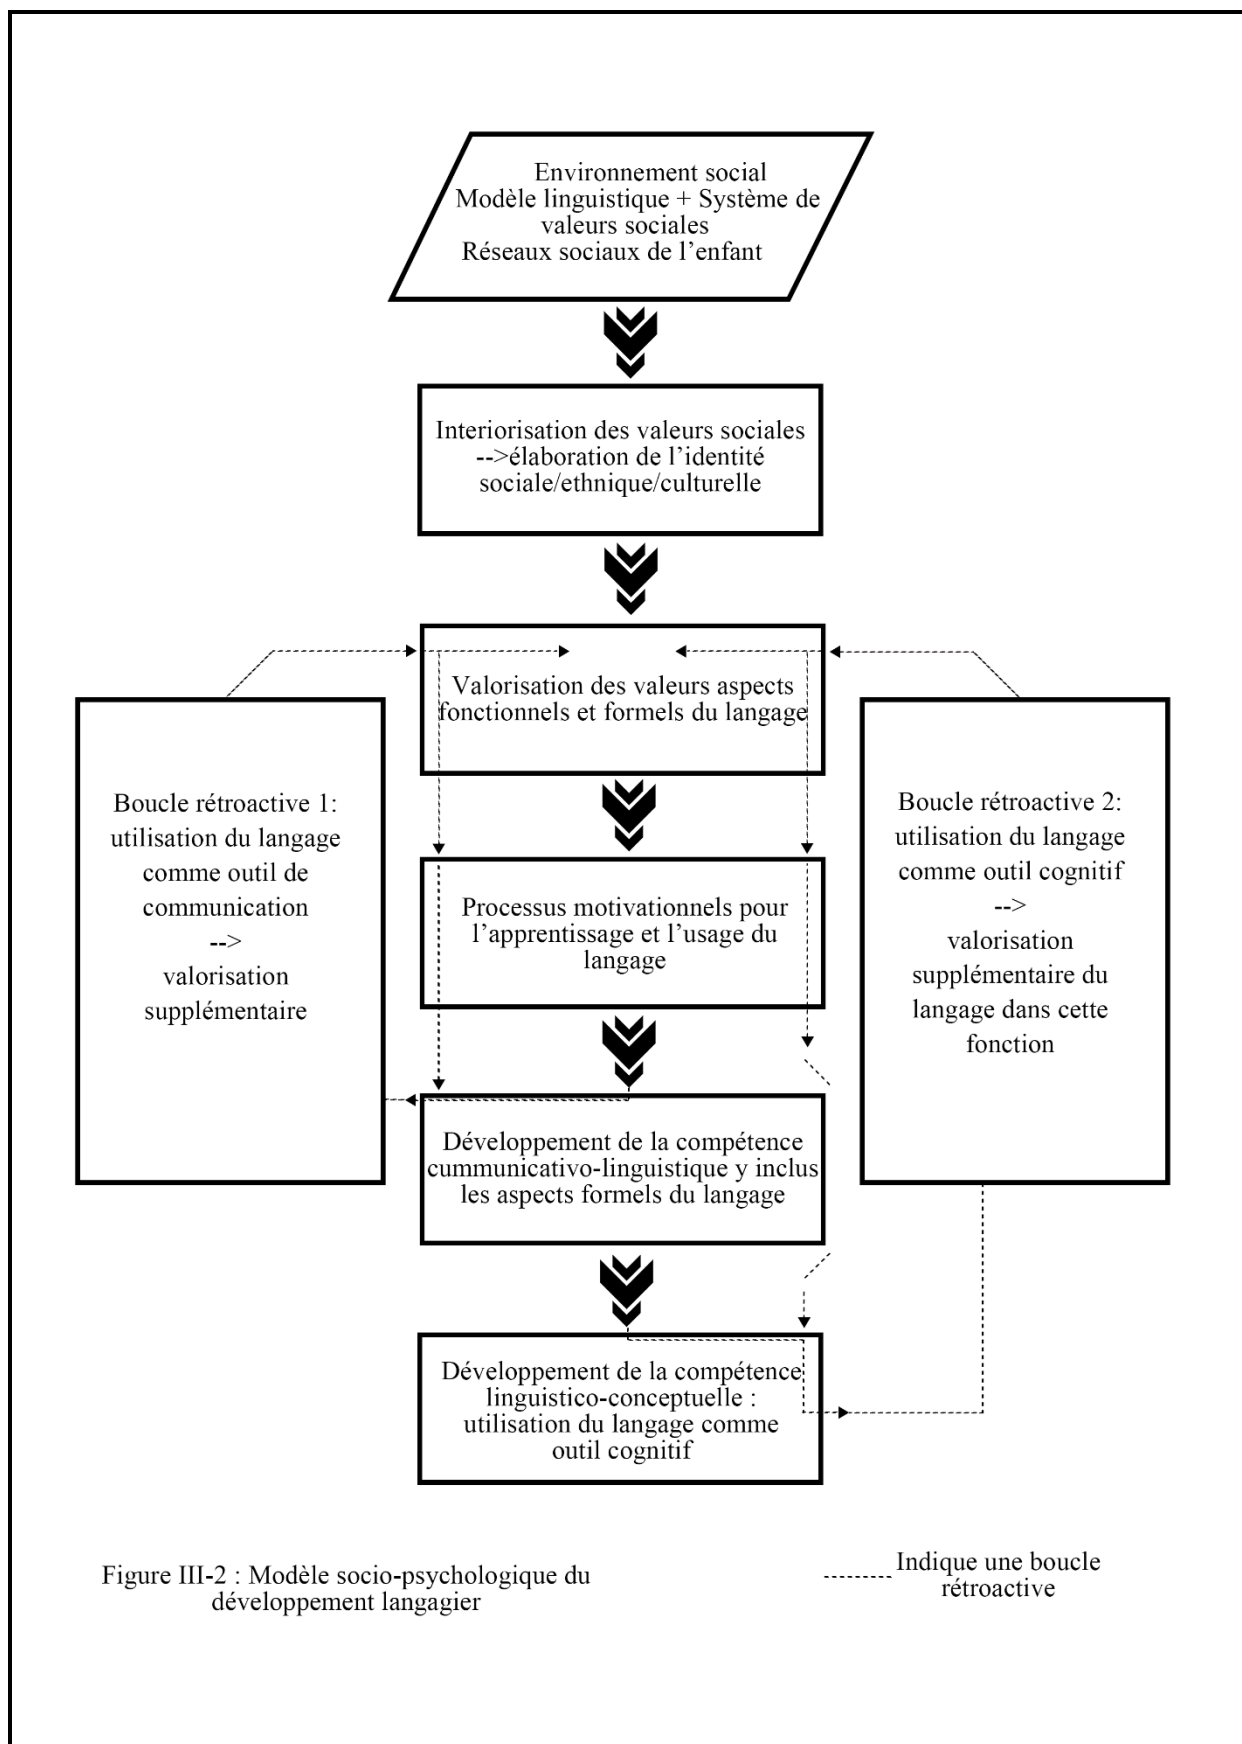 Environnement social
Modèle linguistique + Système de
valeurs sociales
Réseaux sociaux de l’enfant
Interiorisation des valeurs sociales
-->élaboration de l’identité
sociale/ethnique/culturelle
Valorisation des valeurs aspects
fonctionnels et formels du langage
Boucle rétroactive 1:
utilisation du langage
comme outil de
communication
-->
valorisation
supplémentaire
Processus motivationnels pour
l’apprentissage et l’usage du
langage
Boucle rétroactive 2:
utilisation du langage
comme outil cognitif
-->
valorisation
supplémentaire du
langage dans cette
fonction
Développement de la compétence
cummunicativo-linguistique y inclus
les aspects formels du langage
Développement de la compétence
linguistico-conceptuelle :
utilisation du langage comme
outil cognitif
Figure III-2 : Modèle socio-psychologique du
développement langagier
Indique une boucle
rétroactive